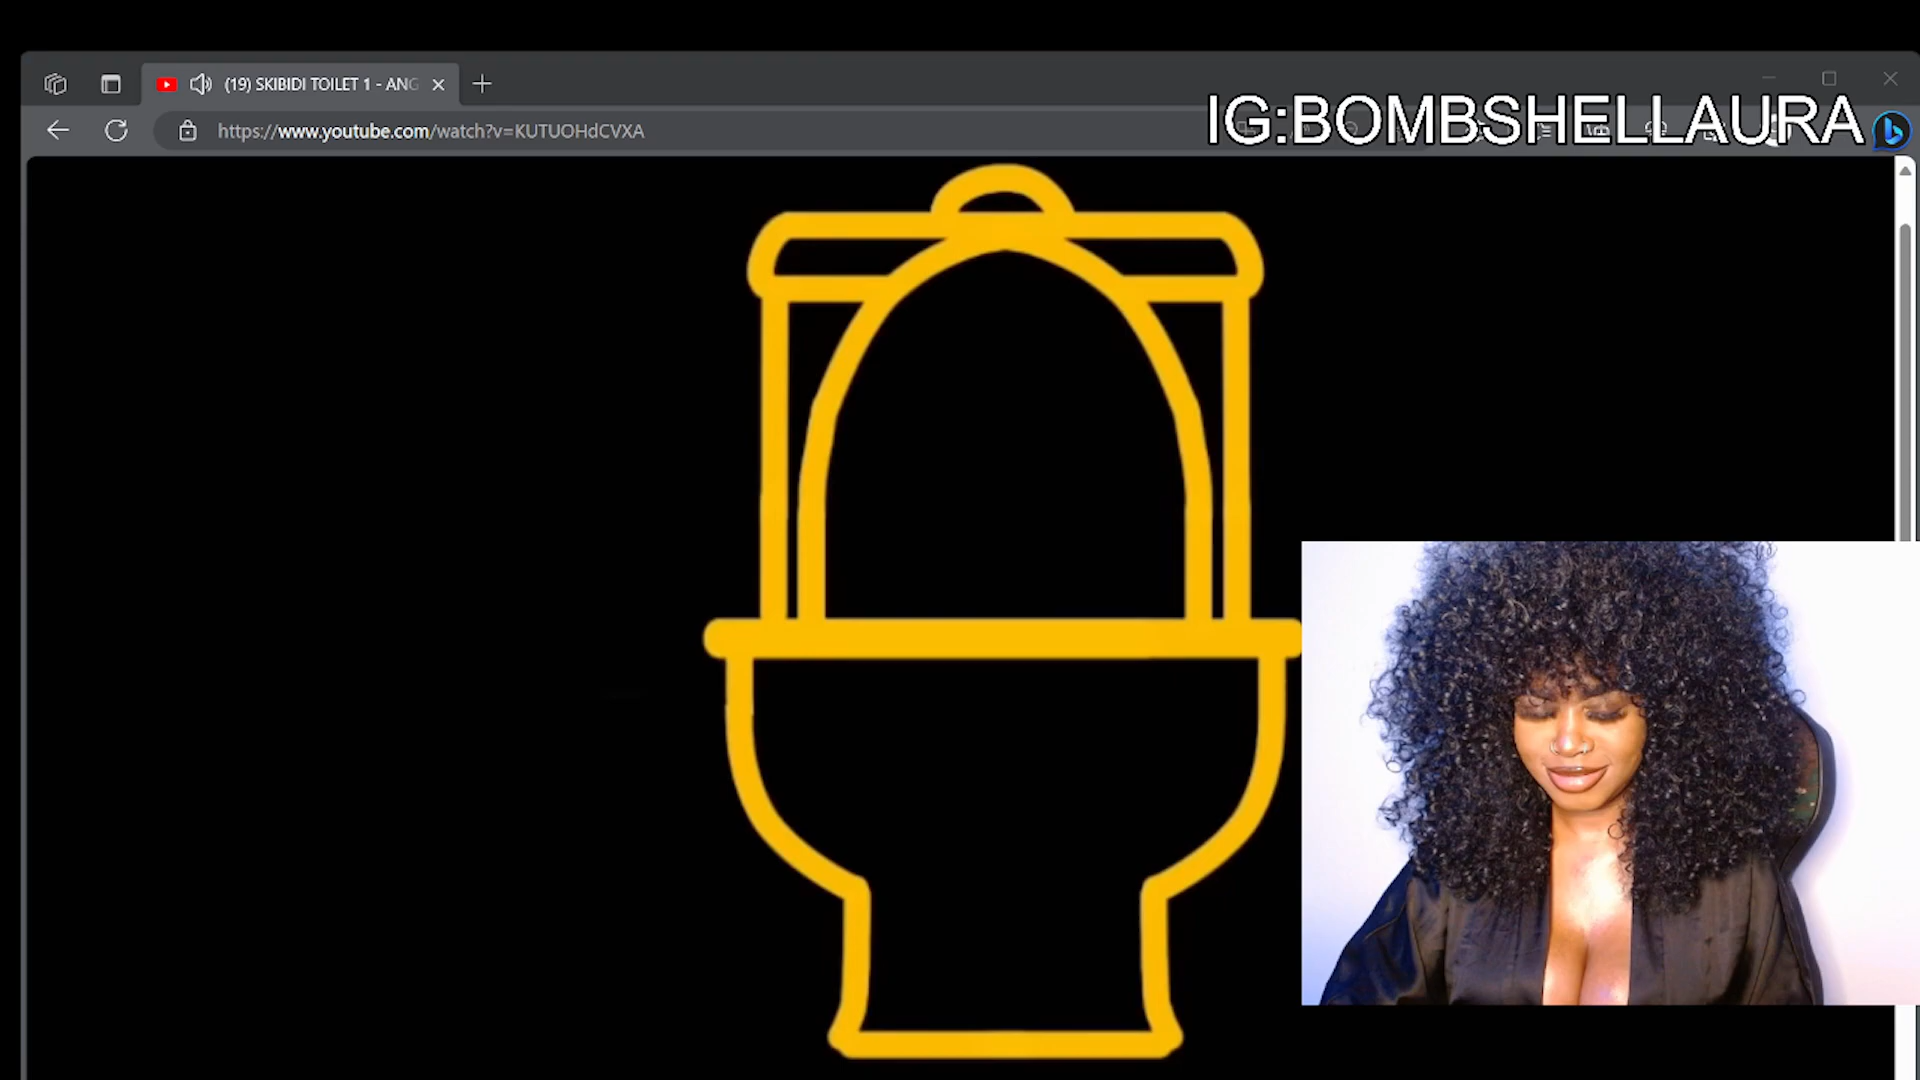 (19) SKIBIDI TOILET 1 - ANG
https://www.youtube.com/watch?v=KUTUOHdCVXA
IG:BOMBSHELLAURA